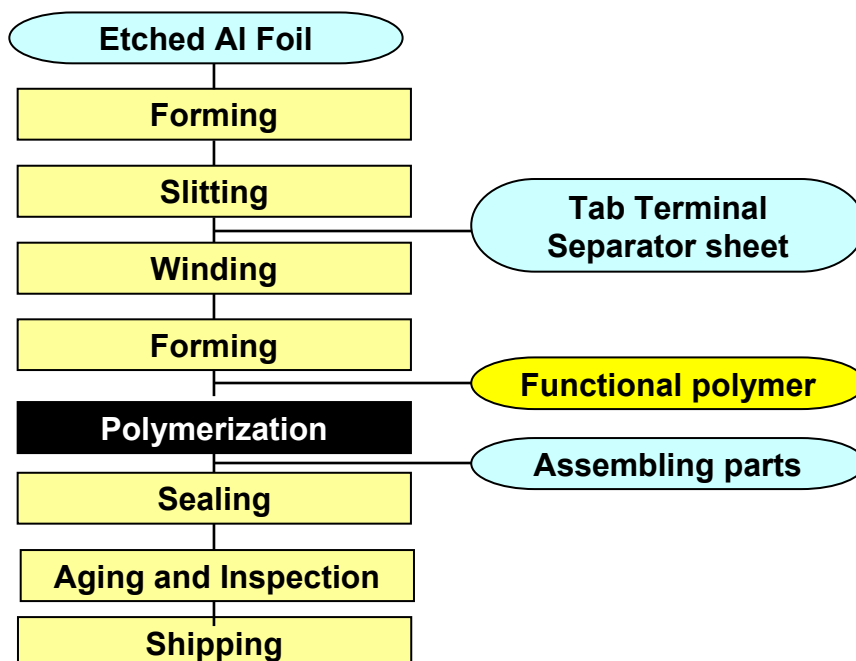 Etched Al Foil
Forming
Slitting
Tab Terminal
Separator sheet
Winding
Forming
Functional polymer
Polymerization
Assembling parts
Sealing
Aging and Inspection
Shipping